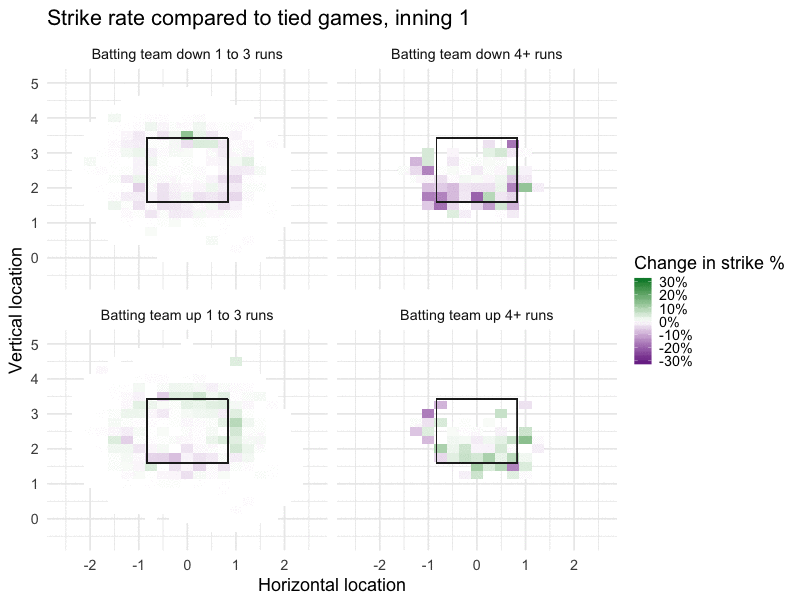 Strike rate compared to tied games, inning 1
Batting team down 1 to 3 runs
Batting team down 4+ runs
5
4
3
2
1
0
Batting team up 1 to 3 runs
Batting team up 4+ runs
5
4
3
2
1
0
-2 -1 0 1 2
-2 -1 0 1 2
Horizontal location
Vertical location
Change in strike %
30%
20%
10%
0%
-10%
-20%
-30%